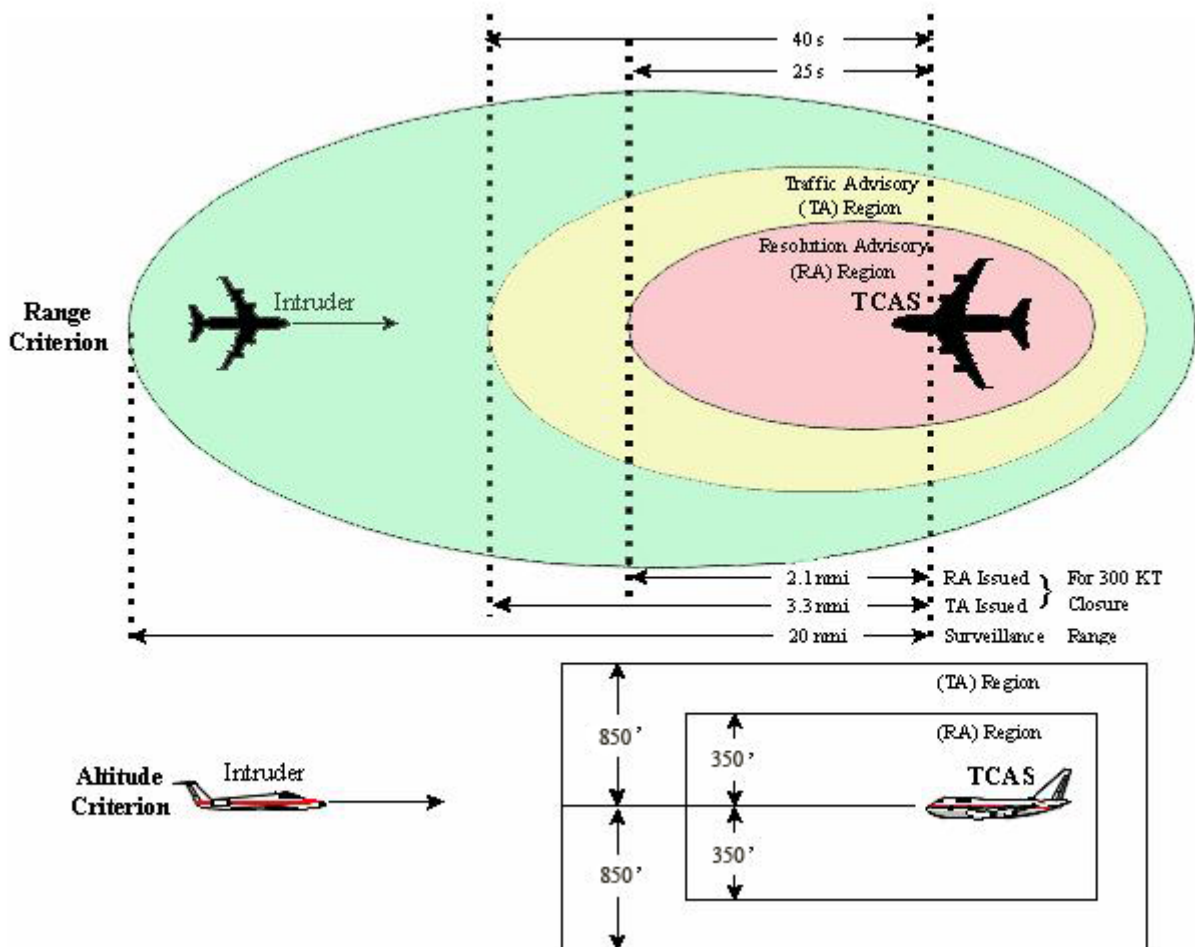 40 s
25 s
Traffic Advisory
(TA) Region
Resolution Advisory
(RA) Region
TCAS
Intruder
Range
Criterion
2.1 nmi RA Issued } For 300 KT
3.3 nmi TA Issued Closure
20 nmi Surveillance Range
(TA) Region
850’
350’
(RA) Region
TCAS
Altitude
Criterion
Intruder
350’
850’